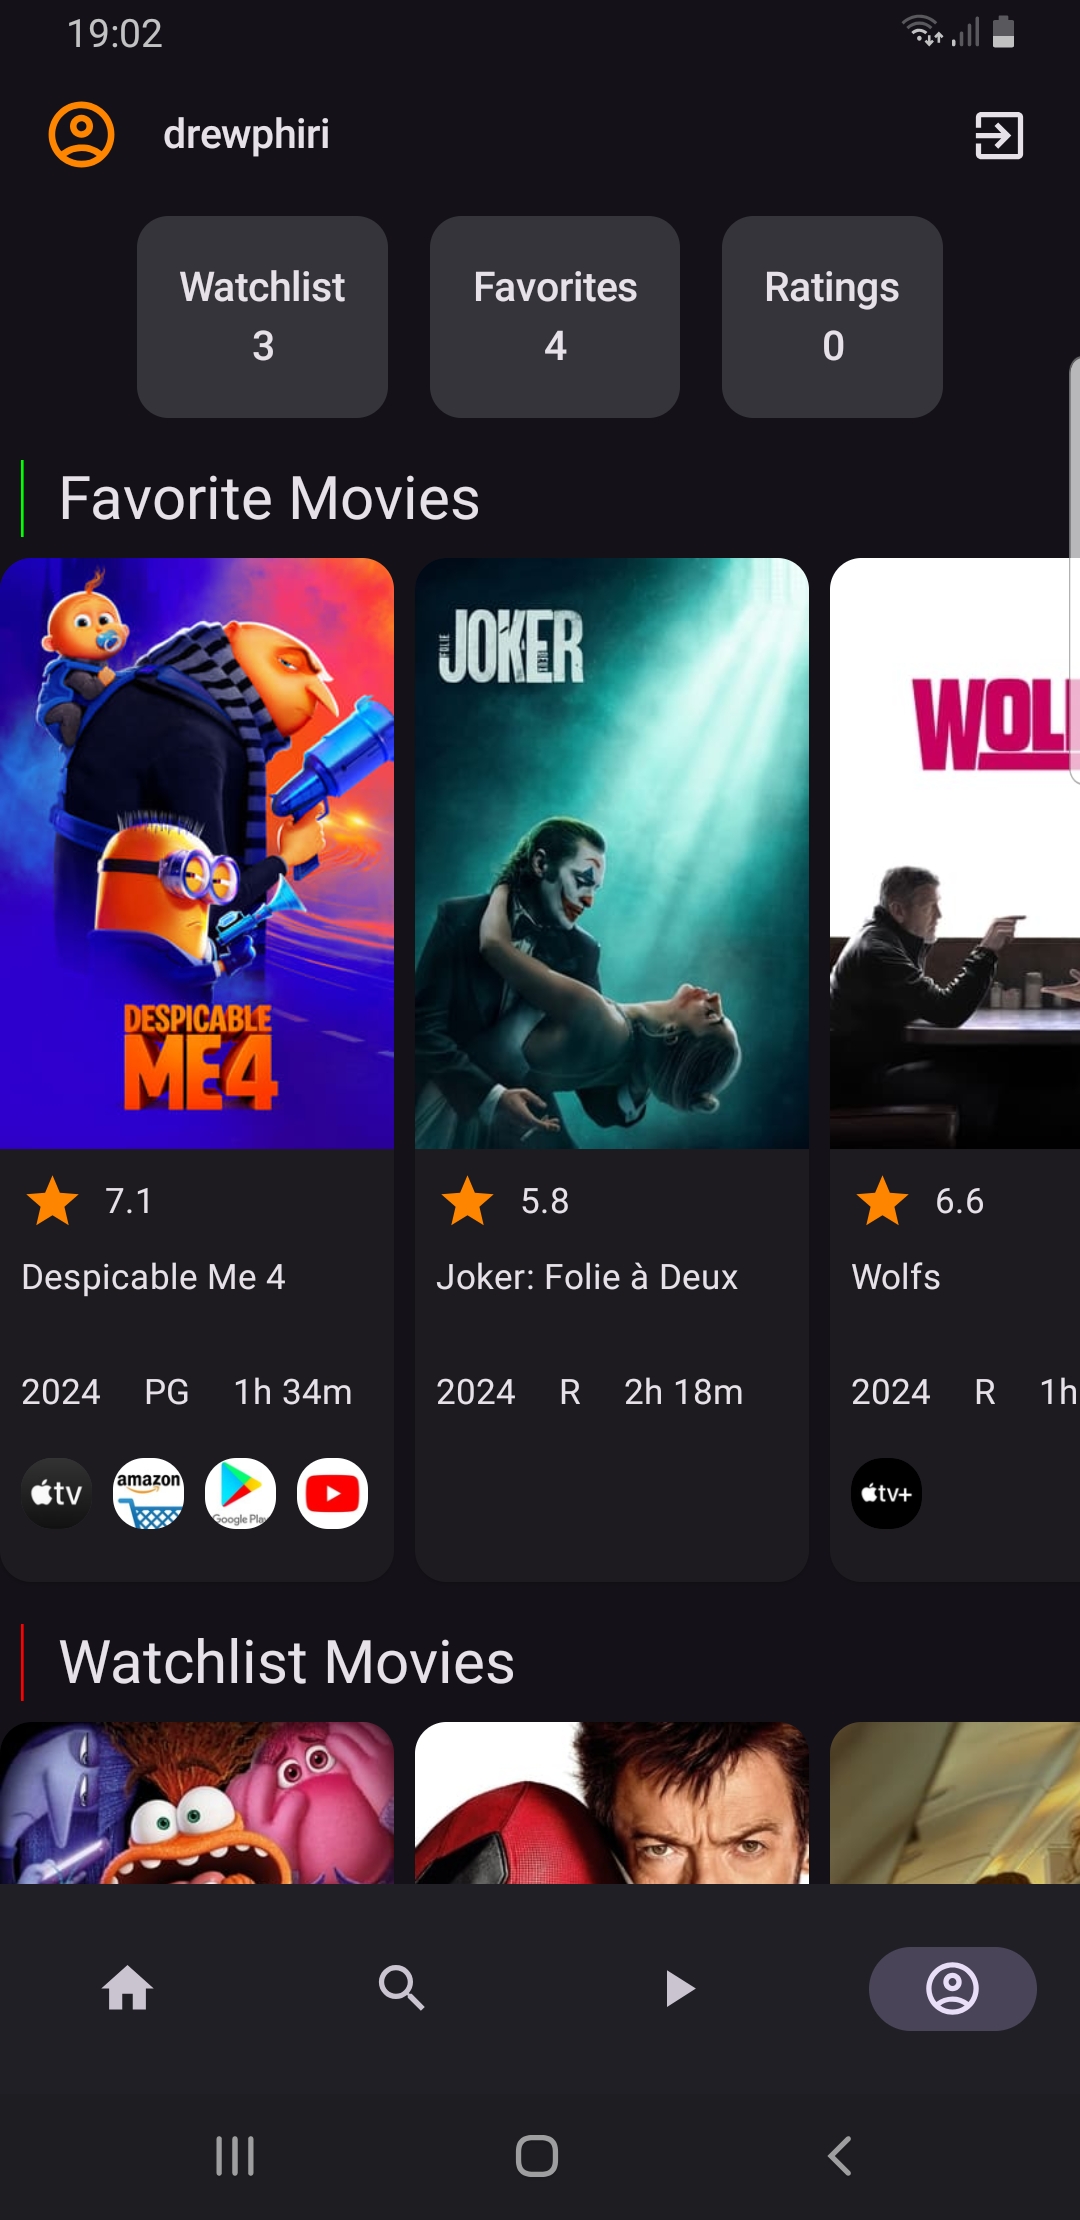 19:02
drewphiri
Watchlist
3
Favorites
4
Ratings
0
Favorite Movies
FOLIE
JOKER
DESPICABLE
ME4
WOL
7.1
Despicable Me 4
2024 PG 1h 34m
tv
amazon
Google Play
5.8
Joker: Folie à Deux
2024 R 2h 18m
6.6
Wolfs
2024 R 1h
tv+
Watchlist Movies